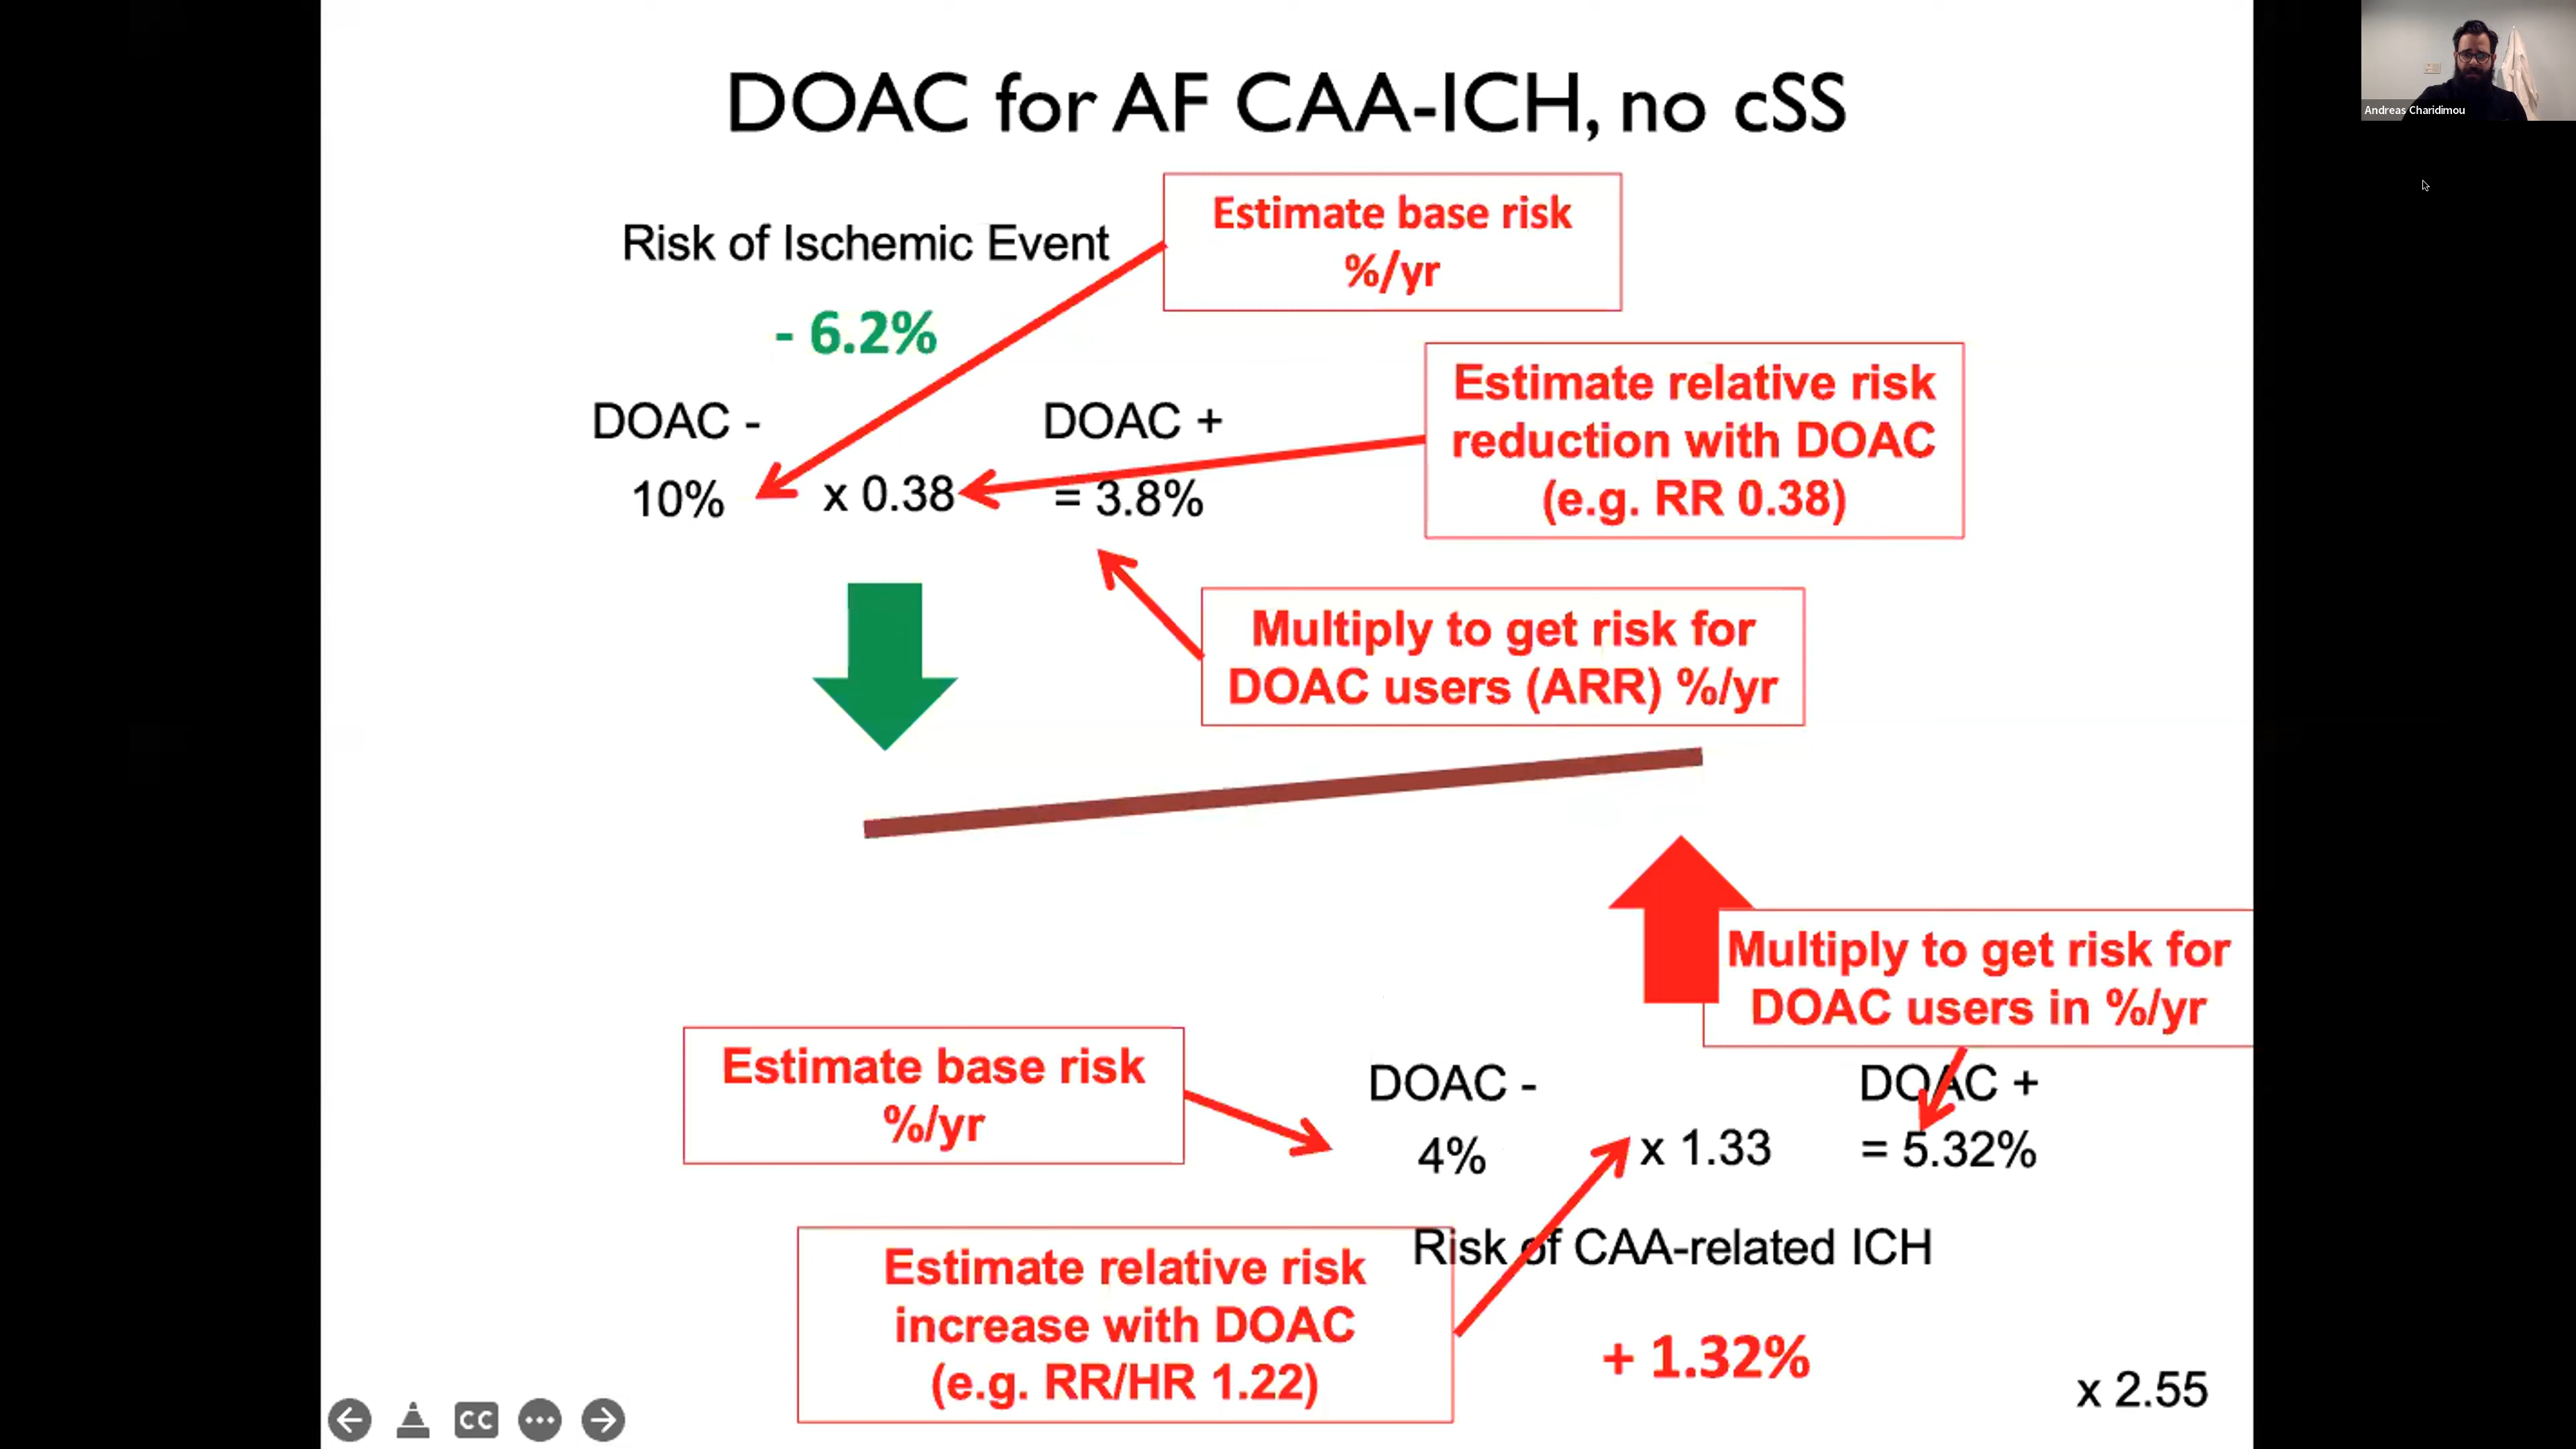 DOAC for AF CAA-ICH, no cSS
Andreas Charidimou
Risk of Ischemic Event
- 6.2%
Estimate base risk
%/yr
DOAC -
DOAC +
10%
x 0.38
= 3.8%
Estimate relative risk
reduction with DOAC
(e.g. RR 0.38)
Multiply to get risk for
DOAC users (ARR) %/yr
Multiply to get risk for
DOAC users in %/yr
Estimate base risk
%/yr
DOAC -
DOAC +
4%
x 1.33
= 5.32%
Risk of CAA-related ICH
Estimate relative risk
increase with DOAC
(e.g. RR/HR 1.22)
+ 1.32%
x 2.55
CC